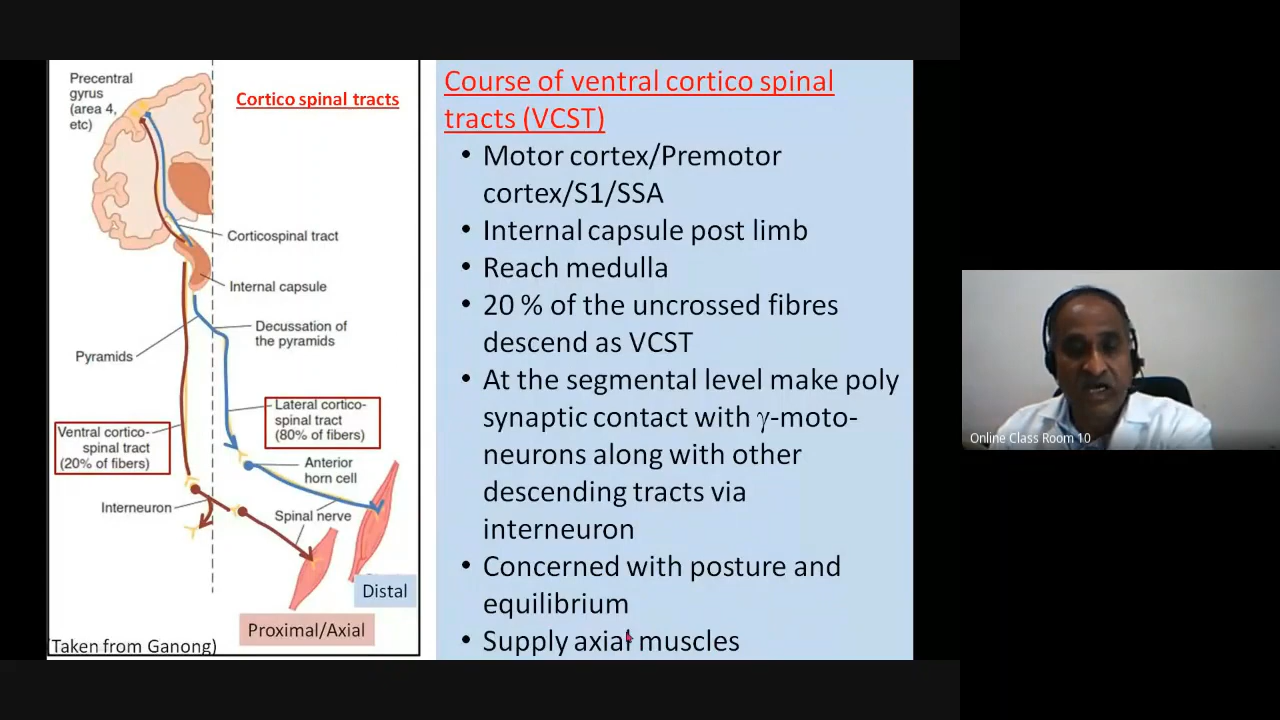 Precentral
gyrus
(area 4,
etc)
Cortico spinal tracts
Corticospinal tract
Internal capsule
Decussation of
the pyramids
Pyramids
Lateral cortico-
spinal tract
(80% of fibers)
Ventral cortico-
spinal tract
(20% of fibers)
Anterior
horn cell
Interneuron
Spinal nerve
Distal
Proximal/Axial
(Taken from Ganong)
Course of ventral cortico spinal
tracts (VCST)
• Motor cortex/Premotor
cortex/S1/SSA
• Internal capsule post limb
• Reach medulla
• 20 % of the uncrossed fibres
descend as VCST
• At the segmental level make poly
synaptic contact with γ-moto-
neurons along with other
descending tracts via
interneuron
• Concerned with posture and
equilibrium
• Supply axial muscles
Online Class Room 10